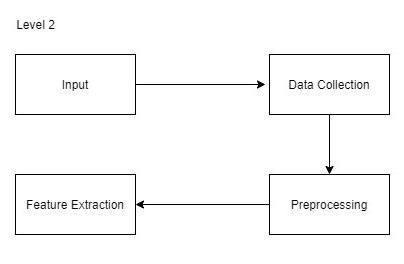 Level 2
Input
Data Collection
Feature Extraction
Preprocessing